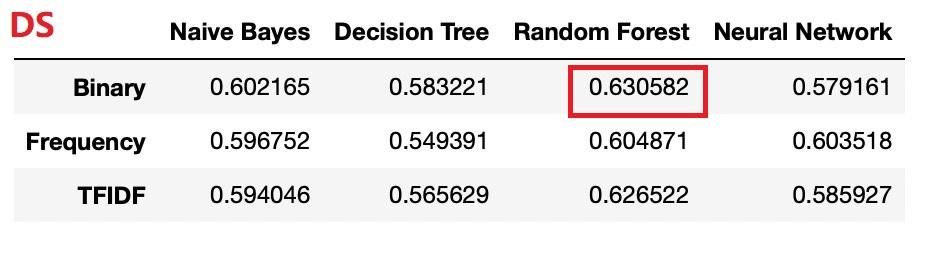 DS
Naive Bayes Decision Tree Random Forest Neural Network
Binary 0.602165 0.583221 0.630582 0.579161
Frequency 0.596752 0.549391 0.604871 0.603518
TFIDF 0.594046 0.565629 0.626522 0.585927